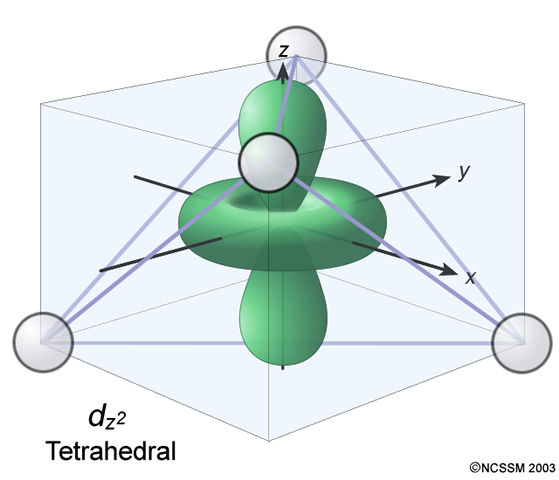 z
y
x
dz2
Tetrahedral
©NCSSM 2003